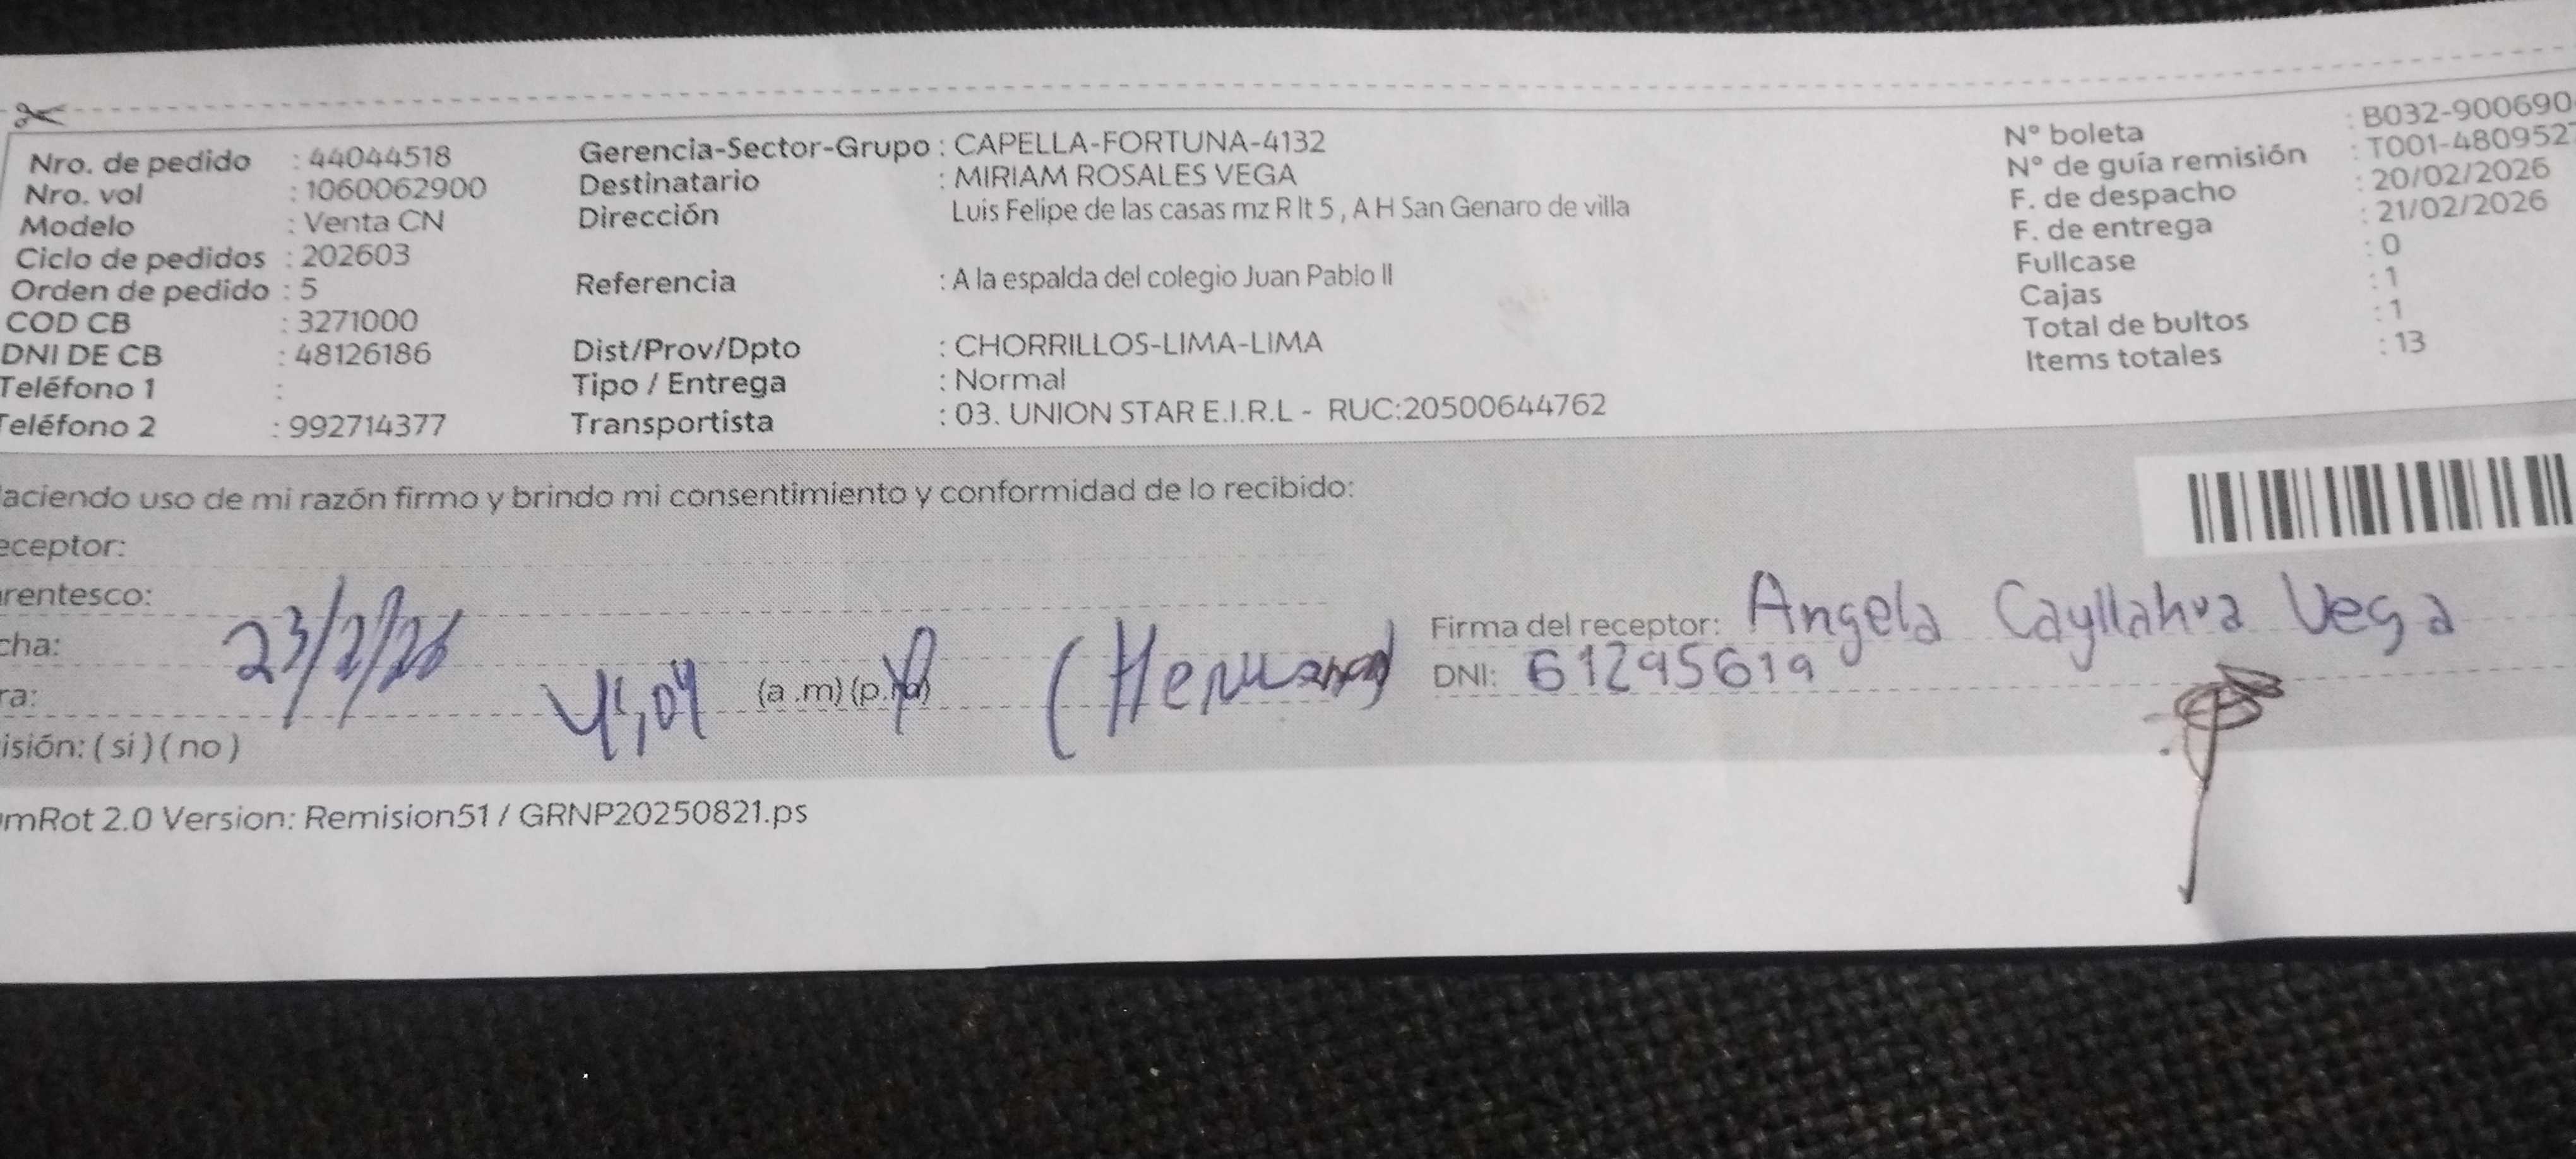 Nro. de pedido : 44044518
Nro. vol : 1060062900
Modelo : Venta CN
Ciclo de pedidos : 202603
Orden de pedido : 5
COD CB : 3271000
DNI DE CB : 48126186
Teléfono 1 :
Teléfono 2 : 992714377
Gerencia-Sector-Grupo : CAPELLA-FORTUNA-4132
Destinatario : MIRIAM ROSALES VEGA
Dirección Luis Felipe de las casas mz R lt 5 , A H San Genaro de villa
Referencia : A la espalda del colegio Juan Pablo II
Dist/Prov/Dpto : CHORRILLOS-LIMA-LIMA
Tipo / Entrega : Normal
Transportista : 03. UNION STAR E.I.R.L - RUC:20500644762
N° boleta : B032-900690
N° de guía remisión : T001-4809527
F. de despacho : 20/02/2026
F. de entrega : 21/02/2026
Fullcase : 0
Cajas : 1
Total de bultos : 1
Items totales : 13
aciendo uso de mi razón firmo y brindo mi consentimiento y conformidad de lo recibido:
eceptor:
rentesco:
cha: 23/2/26
ra: 4:04 (a.m) (p.m) (Hermana)
isión: ( si ) ( no )
Firma del receptor: Angela Cayllahua Vega
DNI: 61295619
mRot 2.0 Version: Remision51 / GRNP20250821.ps